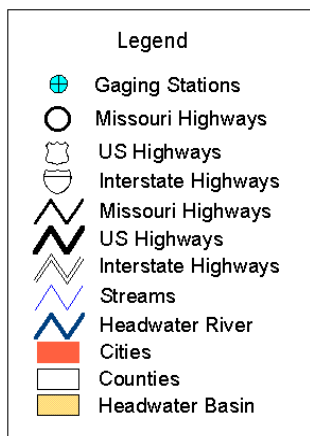 Legend
Gaging Stations
Missouri Highways
US Highways
Interstate Highways
Missouri Highways
US Highways
Interstate Highways
Streams
Headwater River
Cities
Counties
Headwater Basin